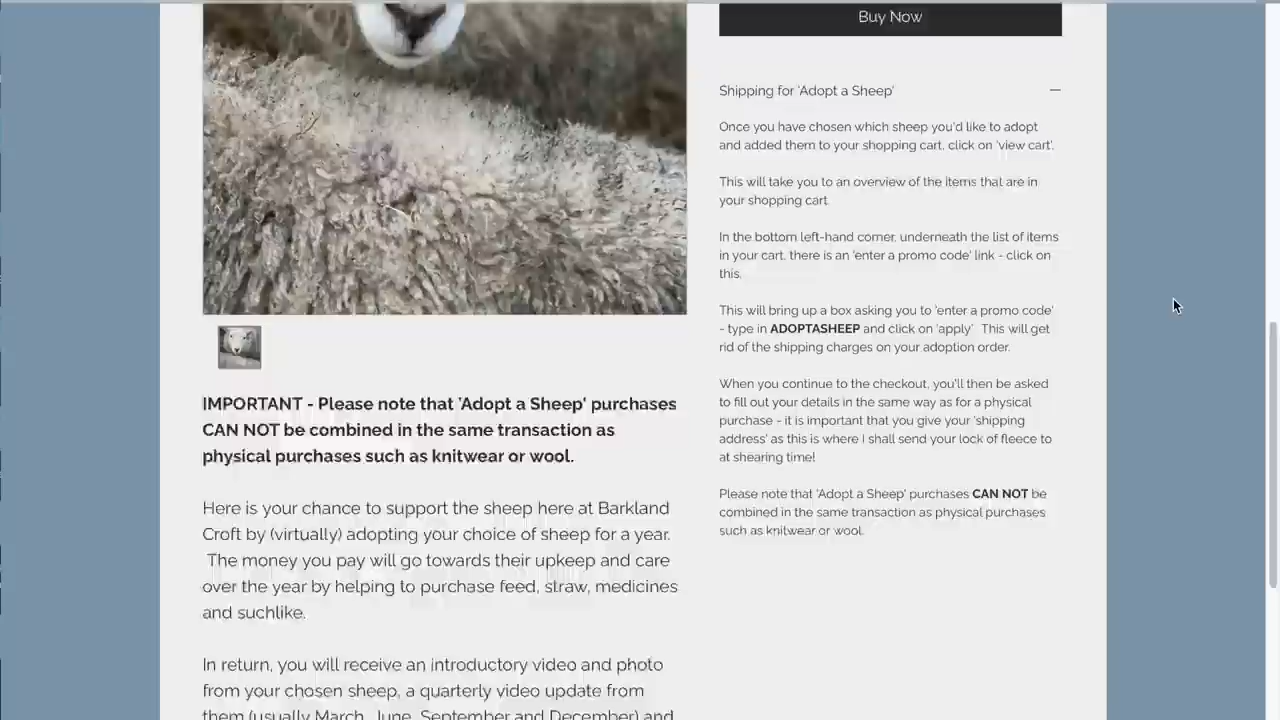 Buy Now
Shipping for 'Adopt a Sheep'
Once you have chosen which sheep you'd like to adopt
and added them to your shopping cart, click on 'view cart'.
This will take you to an overview of the items that are in
your shopping cart.
In the bottom left-hand corner, underneath the list of items
in your cart, there is an 'enter a promo code' link - click on
this.
This will bring up a box asking you to 'enter a promo code'
- type in ADOPTASHEEP and click on 'apply'  This will get
rid of the shipping charges on your adoption order.
When you continue to the checkout, you'll then be asked
to fill out your details in the same way as for a physical
purchase - it is important that you give your 'shipping
address' as this is where I shall send your lock of fleece to
at shearing time!
Please note that 'Adopt a Sheep' purchases CAN NOT be
combined in the same transaction as physical purchases
such as knitwear or wool.
IMPORTANT - Please note that 'Adopt a Sheep' purchases
CAN NOT be combined in the same transaction as
physical purchases such as knitwear or wool.
Here is your chance to support the sheep here at Barkland
Croft by (virtually) adopting your choice of sheep for a year.
The money you pay will go towards their upkeep and care
over the year by helping to purchase feed, straw, medicines
and suchlike.
In return, you will receive an introductory video and photo
from your chosen sheep, a quarterly video update from
them (usually March, June, September and December) and